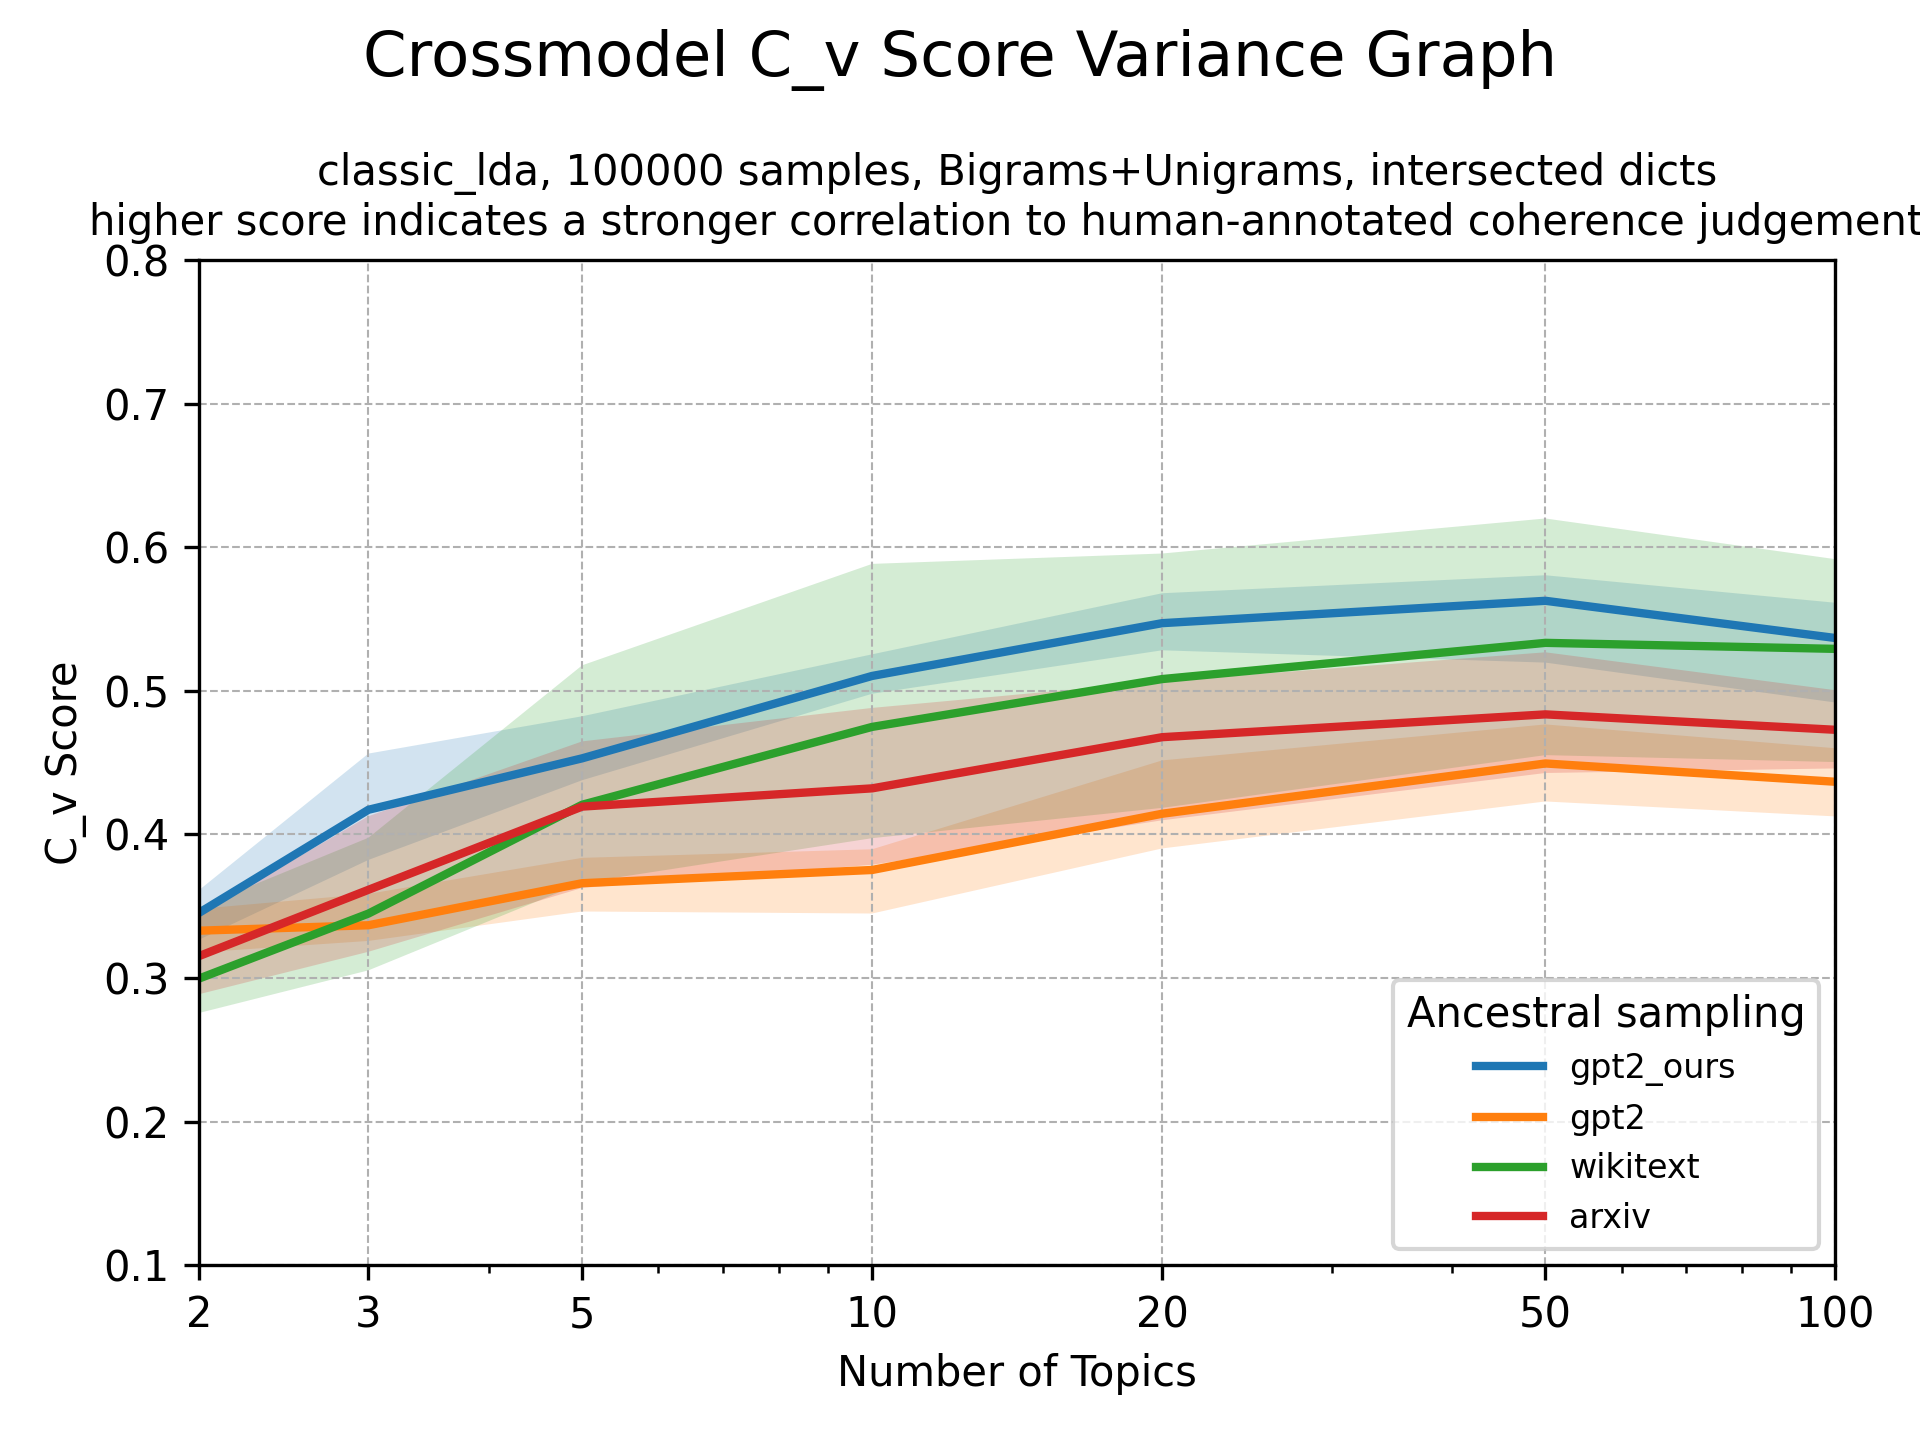 Crossmodel C_v Score Variance Graph
classic_lda, 100000 samples, Bigrams+Unigrams, intersected dicts
higher score indicates a stronger correlation to human-annotated coherence judgement
0.8
0.7
0.6
0.5
0.4
0.3
0.2
0.1
C_v Score
2 3 5 10 20 50 100
Number of Topics
Ancestral sampling
gpt2_ours
gpt2
wikitext
arxiv